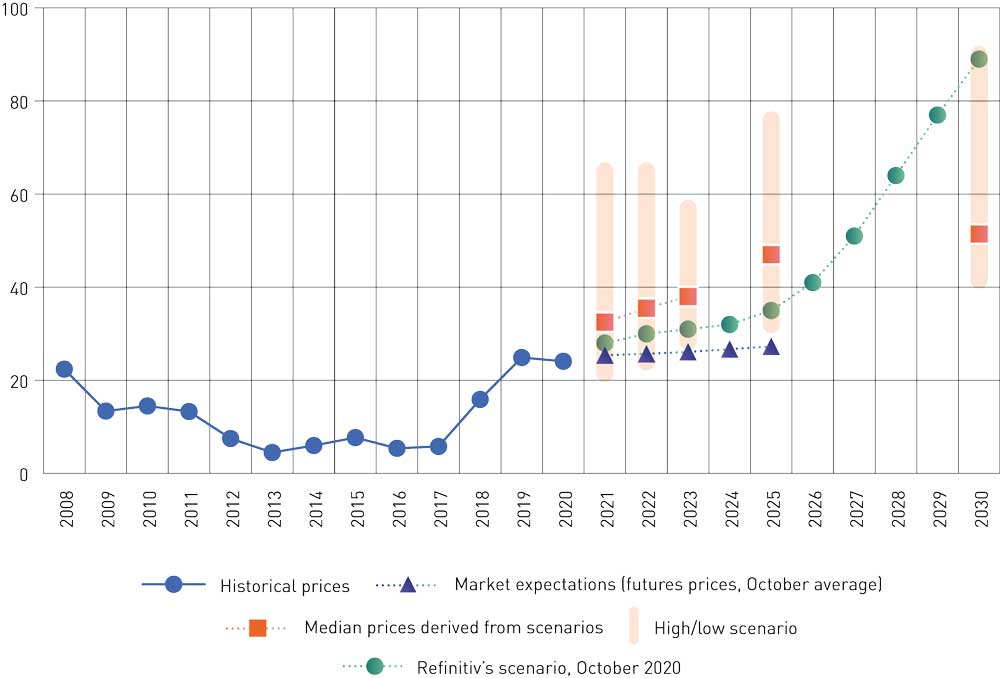 100
80
60
40
20
0
2008 2009 2010 2011 2012 2013 2014 2015 2016 2017 2018 2019 2020 2021 2022 2023 2024 2025 2026 2027 2028 2029 2030
Historical prices Market expectations (futures prices, October average)
Median prices derived from scenarios High/low scenario
Refinitiv's scenario, October 2020